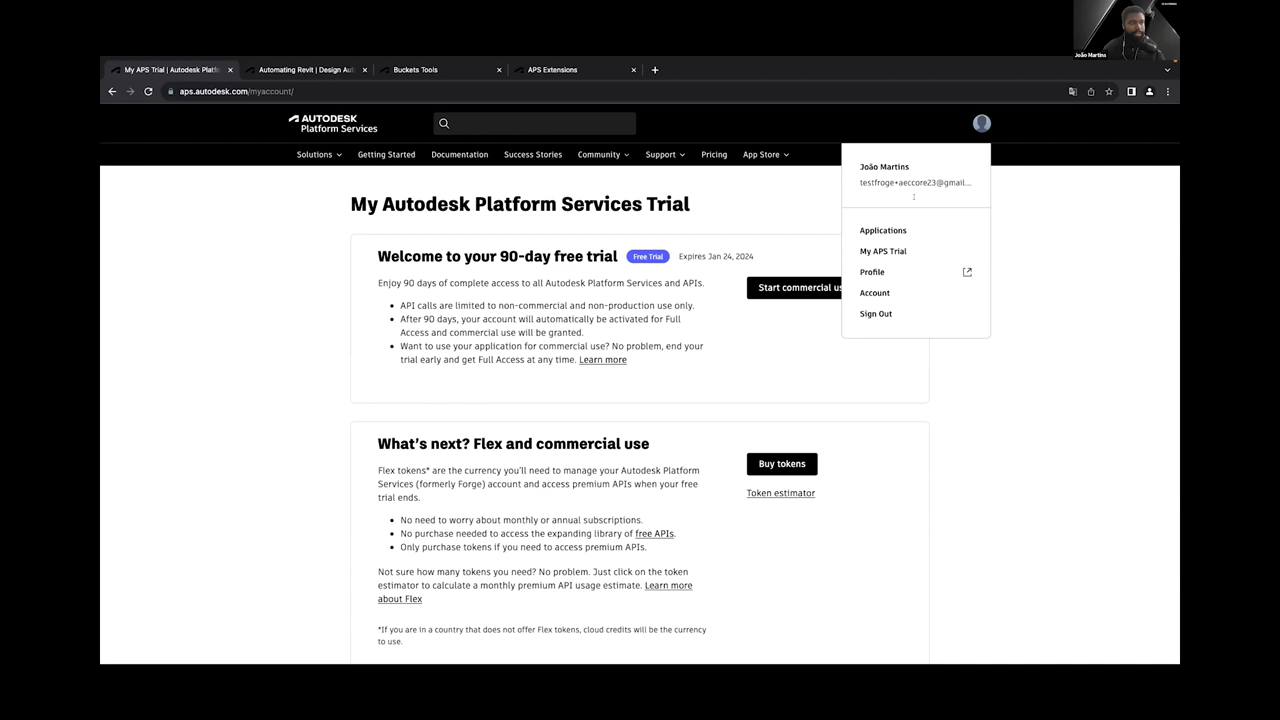 João Martins
My APS Trial | Autodesk Platfo
Automating Revit | Design Aut
Buckets Tools
APS Extensions
aps.autodesk.com/myaccount/
AUTODESK
Platform Services
Solutions
Getting Started
Documentation
Success Stories
Community
Support
Pricing
App Store
João Martins
testfroge+aeccore23@gmail...
Applications
My APS Trial
Profile
Account
Sign Out
My Autodesk Platform Services Trial
Welcome to your 90-day free trial
Free Trial
Expires Jan 24, 2024
Enjoy 90 days of complete access to all Autodesk Platform Services and APIs.
Start commercial us
• API calls are limited to non-commercial and non-production use only.
• After 90 days, your account will automatically be activated for Full
Access and commercial use will be granted.
• Want to use your application for commercial use? No problem, end your
trial early and get Full Access at any time. Learn more
What's next? Flex and commercial use
Buy tokens
Token estimator
Flex tokens* are the currency you'll need to manage your Autodesk Platform
Services (formerly Forge) account and access premium APIs when your free
trial ends.
• No need to worry about monthly or annual subscriptions.
• No purchase needed to access the expanding library of free APIs.
• Only purchase tokens if you need to access premium APIs.
Not sure how many tokens you need? No problem. Just click on the token
estimator to calculate a monthly premium API usage estimate. Learn more
about Flex
*If you are in a country that does not offer Flex tokens, cloud credits will be the currency
to use.